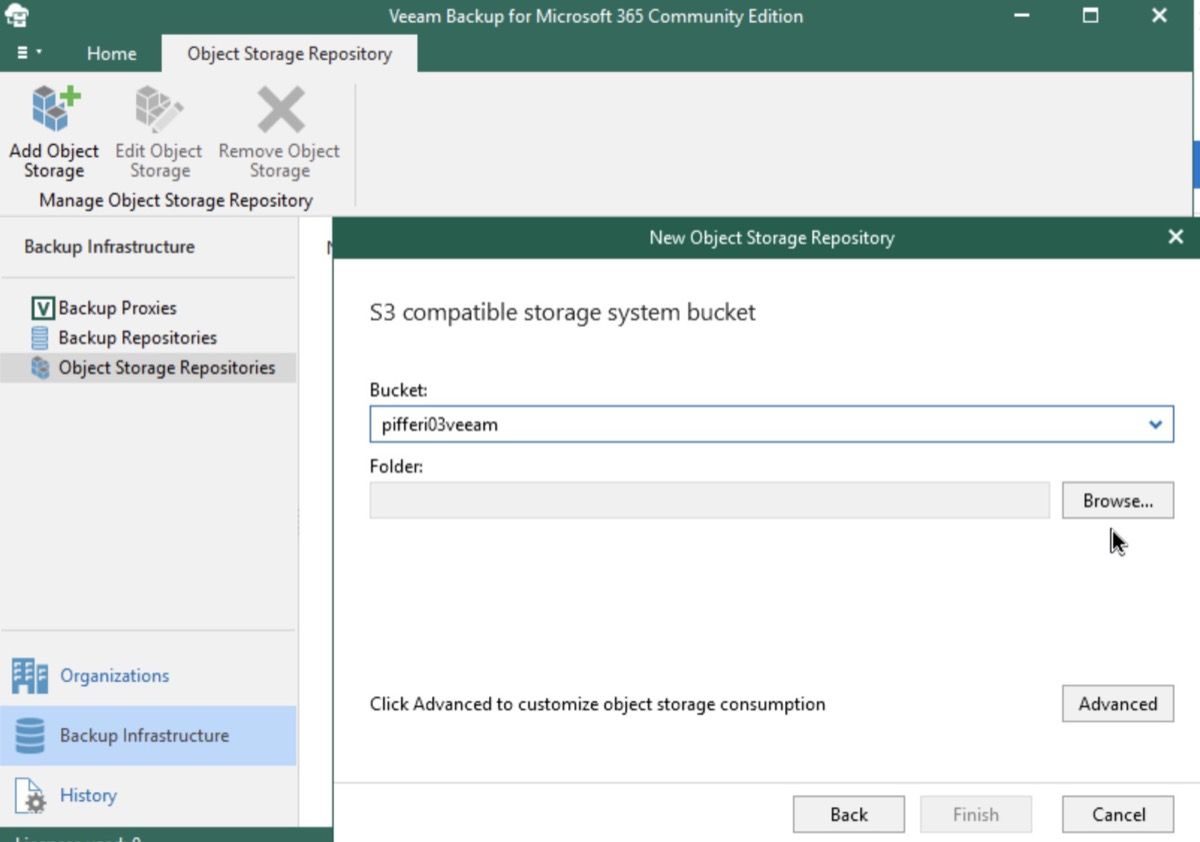 Veeam Backup for Microsoft 365 Community Edition
Home
Object Storage Repository
Add Object
Storage
Edit Object
Storage
Remove Object
Storage
Manage Object Storage Repository
Backup Infrastructure
Backup Proxies
Backup Repositories
Object Storage Repositories
Organizations
Backup Infrastructure
History
New Object Storage Repository
S3 compatible storage system bucket
Bucket:
pifferi03veeam
Folder:
Browse...
Click Advanced to customize object storage consumption
Advanced
Back
Finish
Cancel